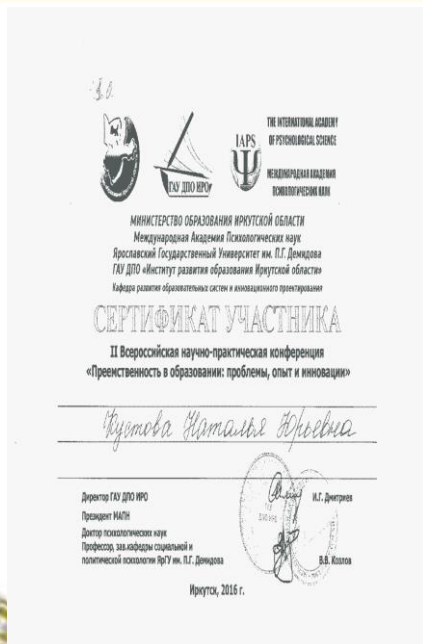 ГАУ ДПО ИРО
IAPS
THE INTERNATIONAL ACADEMY
OF PSYCHOLOGICAL SCIENCE
МЕЖДУНАРОДНАЯ АКАДЕМИЯ
ПСИХОЛОГИЧЕСКИХ НАУК
МИНИСТЕРСТВО ОБРАЗОВАНИЯ ИРКУТСКОЙ ОБЛАСТИ
Международная Академия Психологических наук
Ярославский Государственный Университет им. П.Г. Демидова
ГАУ ДПО «Институт развития образования Иркутской области»
Кафедра развития образовательных систем и инновационного проектирования
СЕРТИФИКАТ УЧАСТНИКА
II Всероссийская научно-практическая конференция
«Преемственность в образовании: проблемы, опыт и инновации»
Кустова Наталья Юрьевна
Директор ГАУ ДПО ИРО И.Г. Дмитриев
Президент МАПН
Доктор психологических наук
Профессор, зав.кафедры социальной и
политической психологии ЯрГУ им. П.Г. Демидова В.В. Козлов
Иркутск, 2016 г.